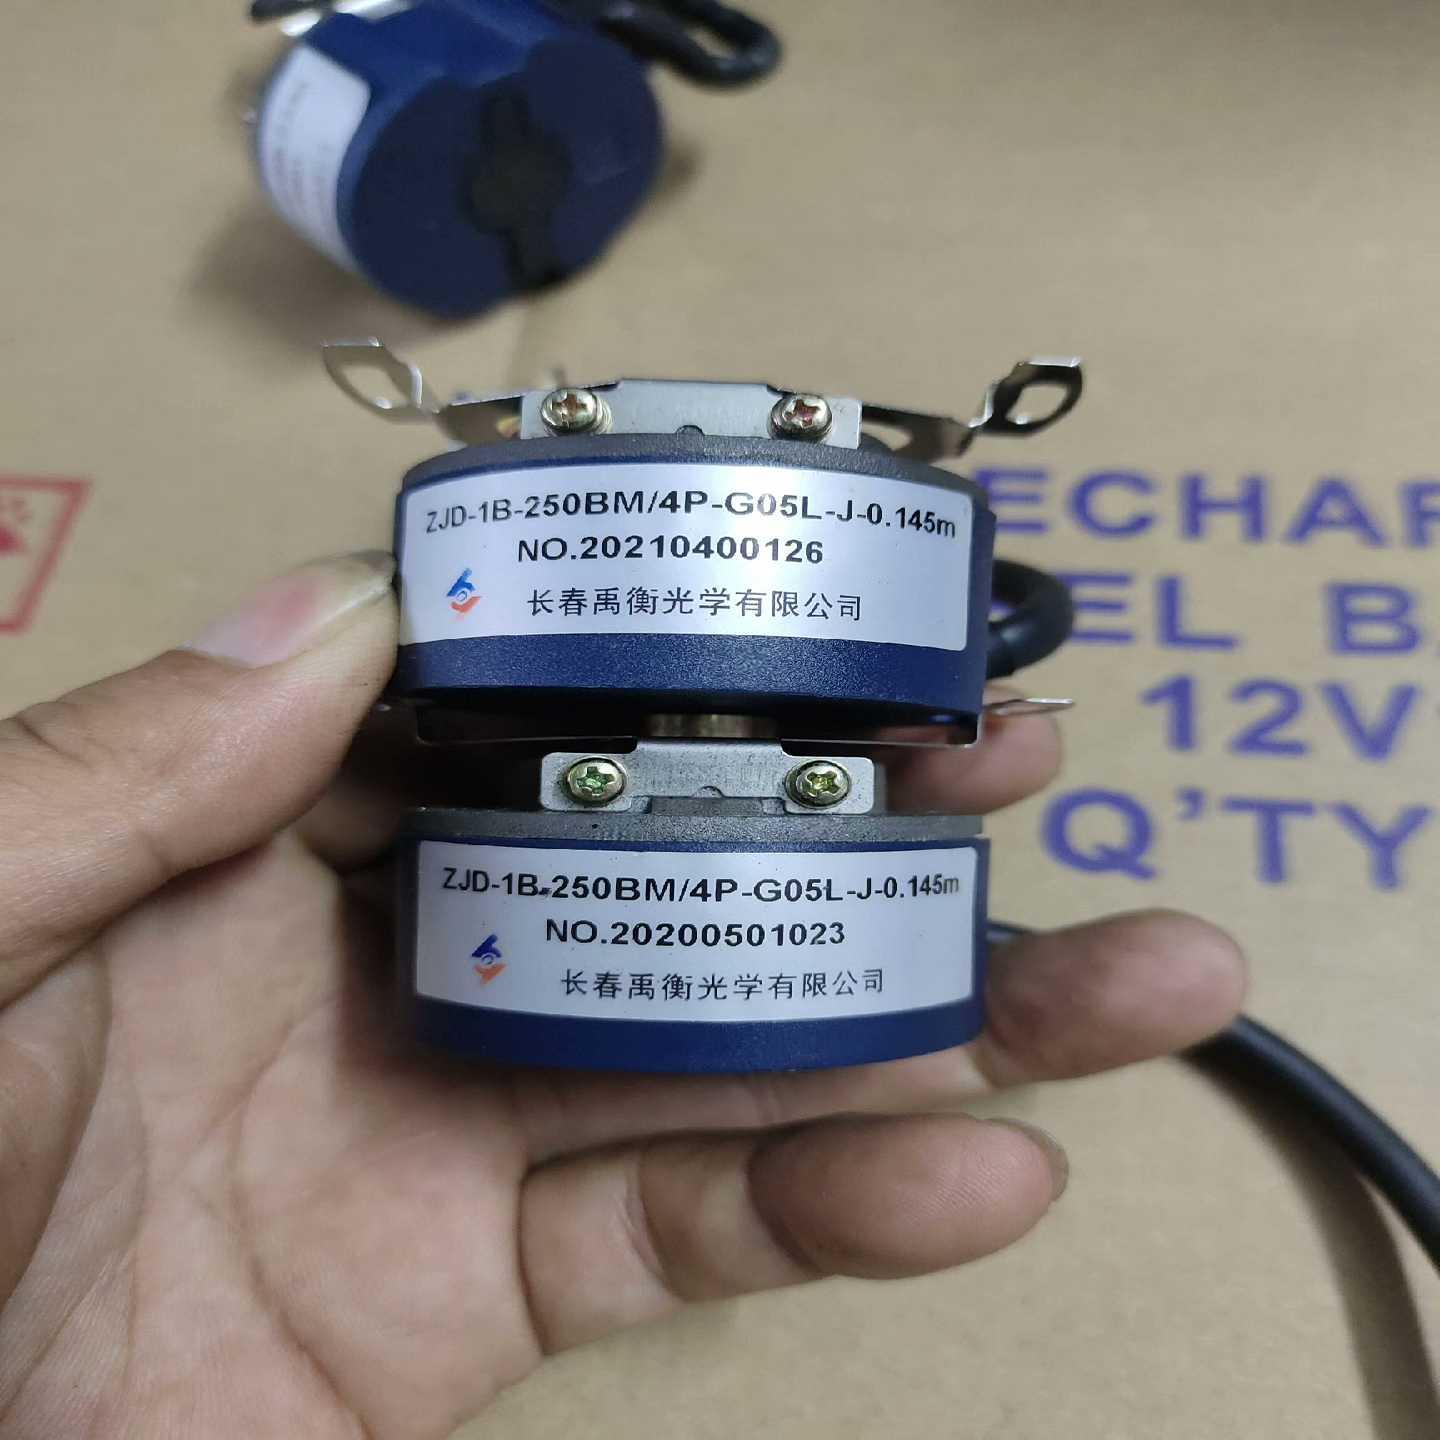 ZJD-1B-250BM/4P-G05L-J-0.145m
NO.20210400126
长春禹衡光学有限公司
ECHAR
EL BA
12V
Q'TY
ZJD-1B-250BM/4P-G05L-J-0.145m
NO.20200501023
长春禹衡光学有限公司